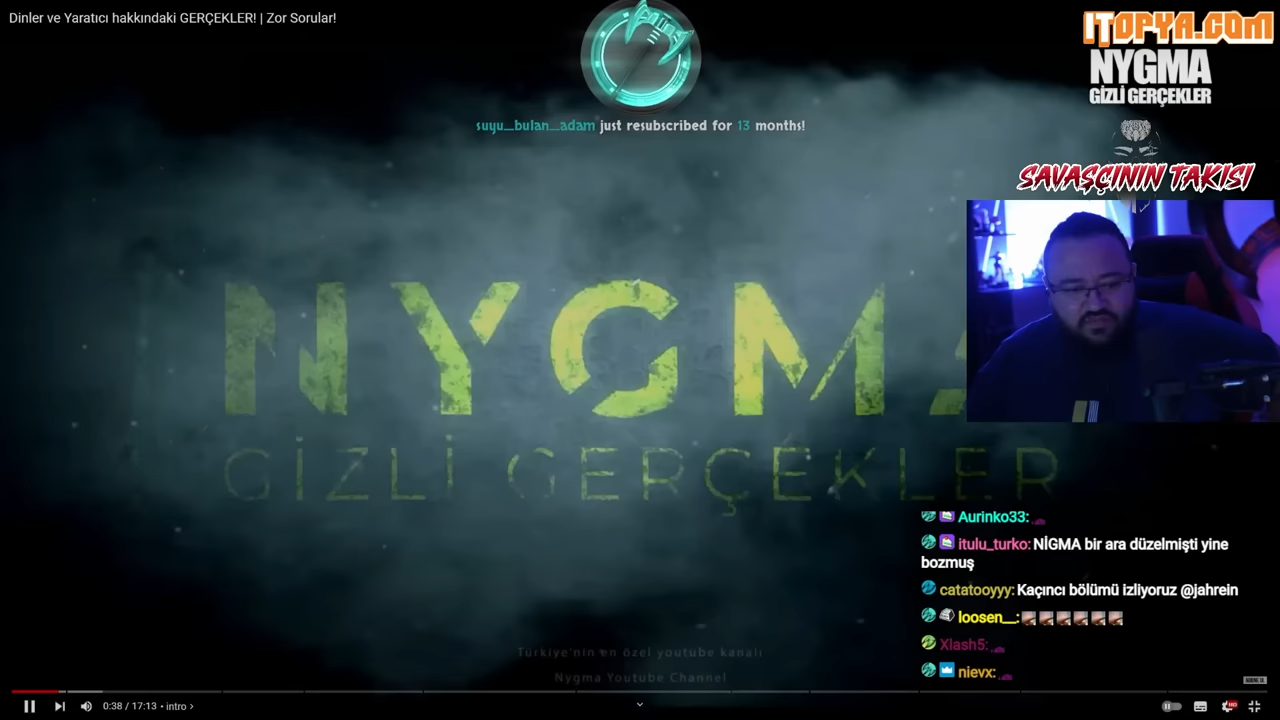 Dinler ve Yaratıcı hakkındaki GERÇEKLER! | Zor Sorular!
suyu_bulan_adam just resubscribed for 13 months!
ITOPYA.COM
NYGMA
GİZLİ GERÇEKLER
SAVAŞÇININ TAKISI
NYGMA
GİZLİ GERÇEKLER
Aurinko33:
itulu_turko: NİGMA bir ara düzelmişti yine
bozmuş
catatooyyy: Kaçıncı bölümü izliyoruz @jahrein
loosen__:
Xlash5:
nievx:
Türkiye'nin en özel youtube kanalı
Nygma Youtube Channel
0:38 / 17:13 • intro ›
HD